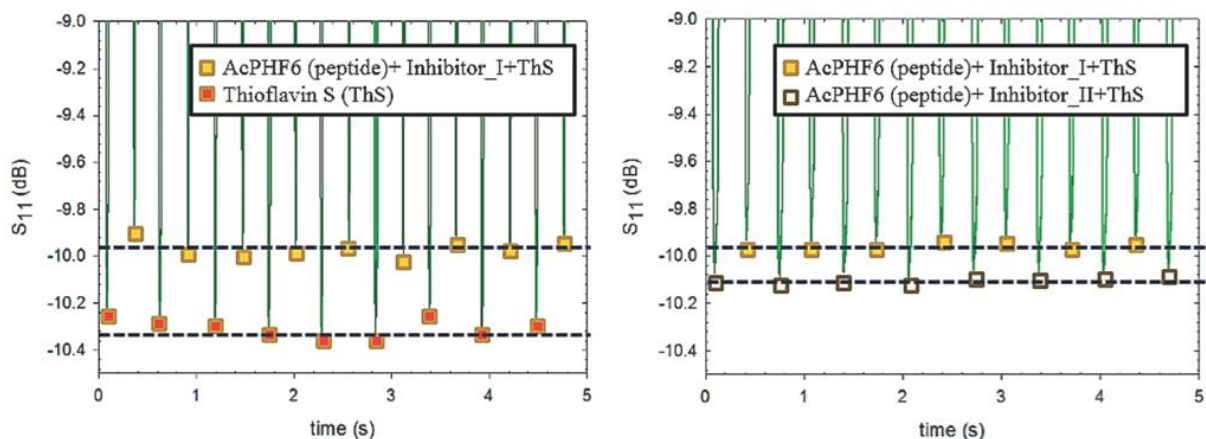 -9.0
-9.2
-9.4
-9.6
-9.8
-10.0
-10.2
-10.4
S11 (dB)
AcPHF6 (peptide)+ Inhibitor_I+ThS
Thioflavin S (ThS)
0 1 2 3 4 5
time (s)
-9.0
-9.2
-9.4
-9.6
-9.8
-10.0
-10.2
-10.4
S11 (dB)
AcPHF6 (peptide)+ Inhibitor_I+ThS
AcPHF6 (peptide)+ Inhibitor_II+ThS
0 1 2 3 4 5
time (s)